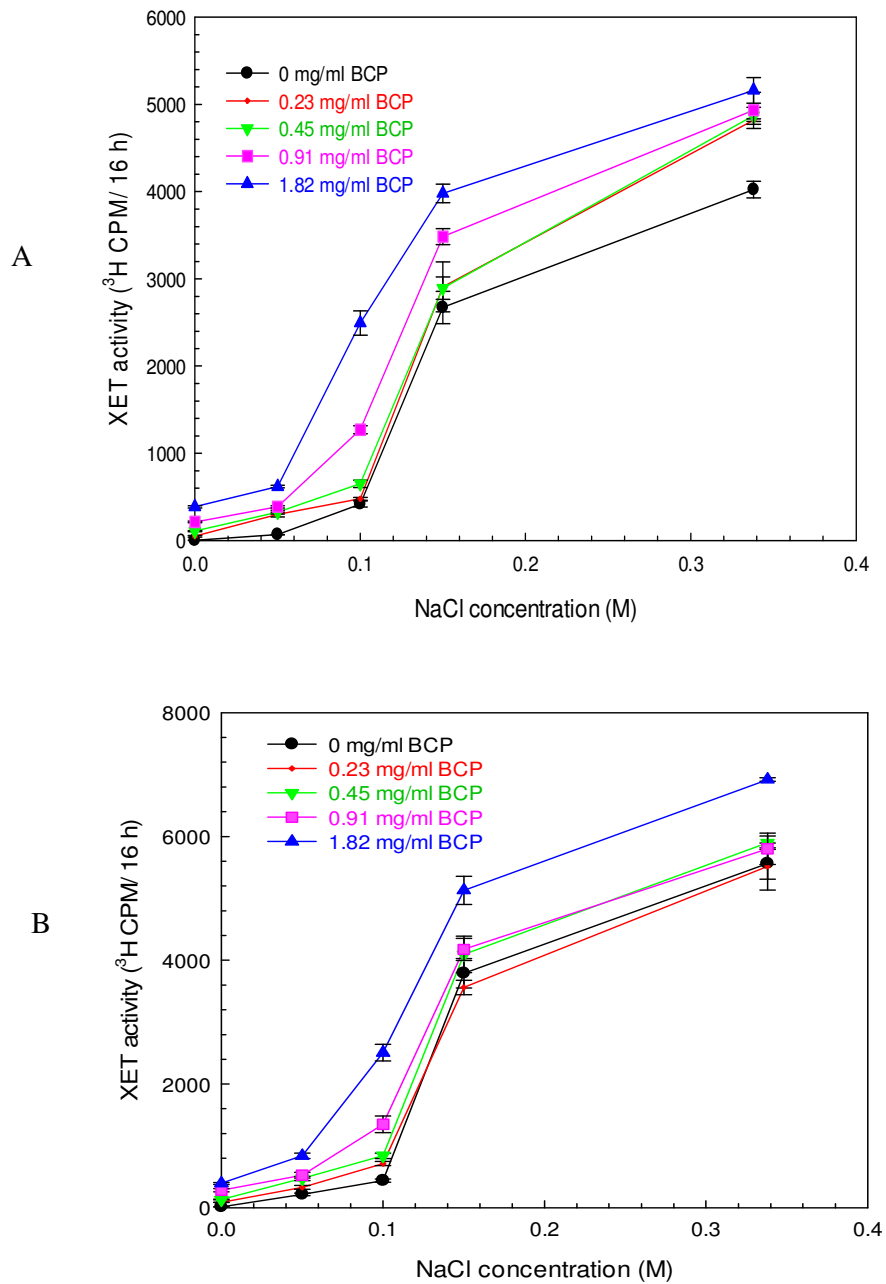 A
6000
5000
4000
3000
2000
1000
0
XET activity (³H CPM/ 16 h)
0 mg/ml BCP
0.23 mg/ml BCP
0.45 mg/ml BCP
0.91 mg/ml BCP
1.82 mg/ml BCP
0.0 0.1 0.2 0.3 0.4
NaCl concentration (M)
B
8000
6000
4000
2000
0
XET activity (³H CPM/ 16 h)
0 mg/ml BCP
0.23 mg/ml BCP
0.45 mg/ml BCP
0.91 mg/ml BCP
1.82 mg/ml BCP
0.0 0.1 0.2 0.3 0.4
NaCl concentration (M)